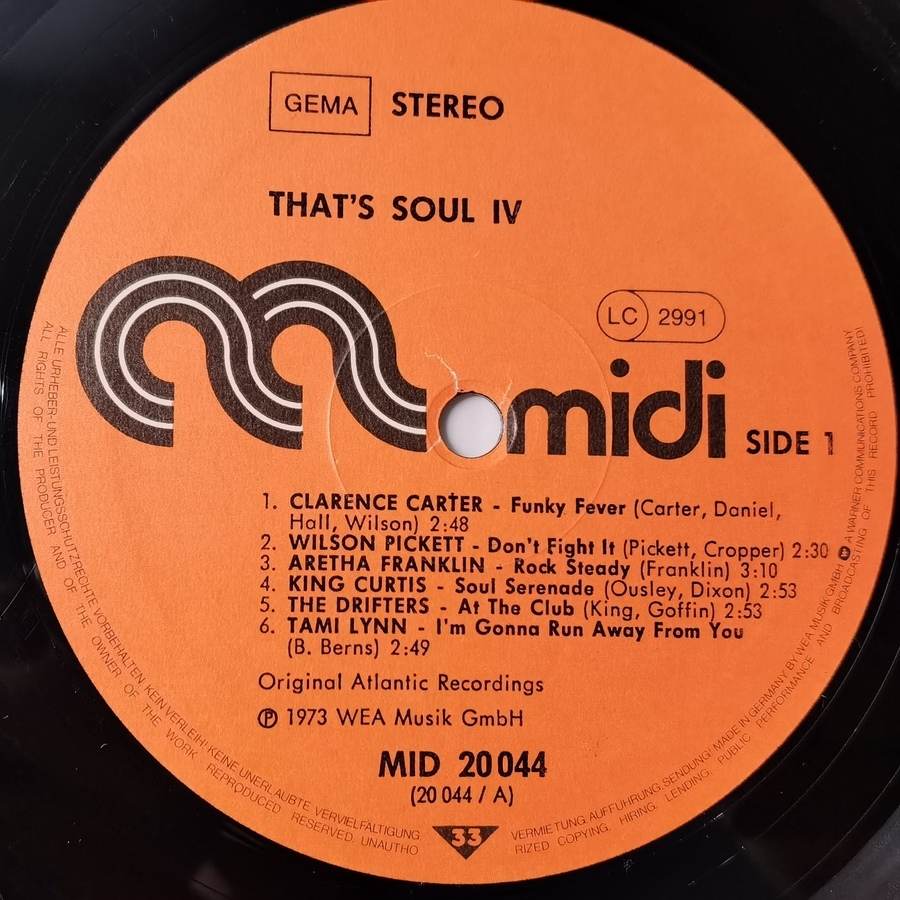 GEMA STEREO
THAT'S SOUL IV
LC 2991
midi SIDE 1
1. CLARENCE CARTER - Funky Fever (Carter, Daniel,
Hall, Wilson) 2:48
2. WILSON PICKETT - Don't Fight It (Pickett, Cropper) 2:30
3. ARETHA FRANKLIN - Rock Steady (Franklin) 3:10
4. KING CURTIS - Soul Serenade (Ousley, Dixon) 2:53
5. THE DRIFTERS - At The Club (King, Goffin) 2:53
6. TAMI LYNN - I'm Gonna Run Away From You
(B. Berns) 2:49
Original Atlantic Recordings
℗ 1973 WEA Musik GmbH
MID 20 044
(20 044 / A)
33
ALLE URHEBER- UND LEISTUNGSSCHUTZRECHTE VORBEHALTEN KEIN VERLEIH! KEINE UNERLAUBTE VERVIELFÄLTIGUNG VERMIETUNG, AUFFÜHRUNG, SENDUNG! MADE IN GERMANY BY WEA MUSIK GMBH A WARNER COMMUNICATIONS COMPANY
ALL RIGHTS OF THE PRODUCER AND OF THE OWNER OF THE WORK REPRODUCED RESERVED. UNAUTHO RIZED COPYING. HIRING. LENDING. PUBLIC PERFORMANCE AND BROADCASTING OF THIS RECORD PROHIBITED!